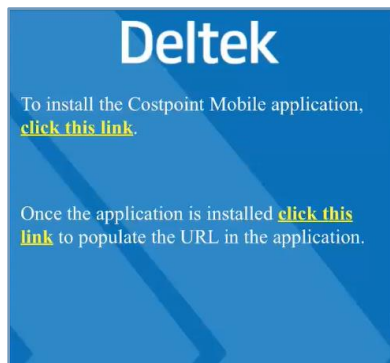 Deltek
To install the Costpoint Mobile application,
click this link.
Once the application is installed click this
link to populate the URL in the application.